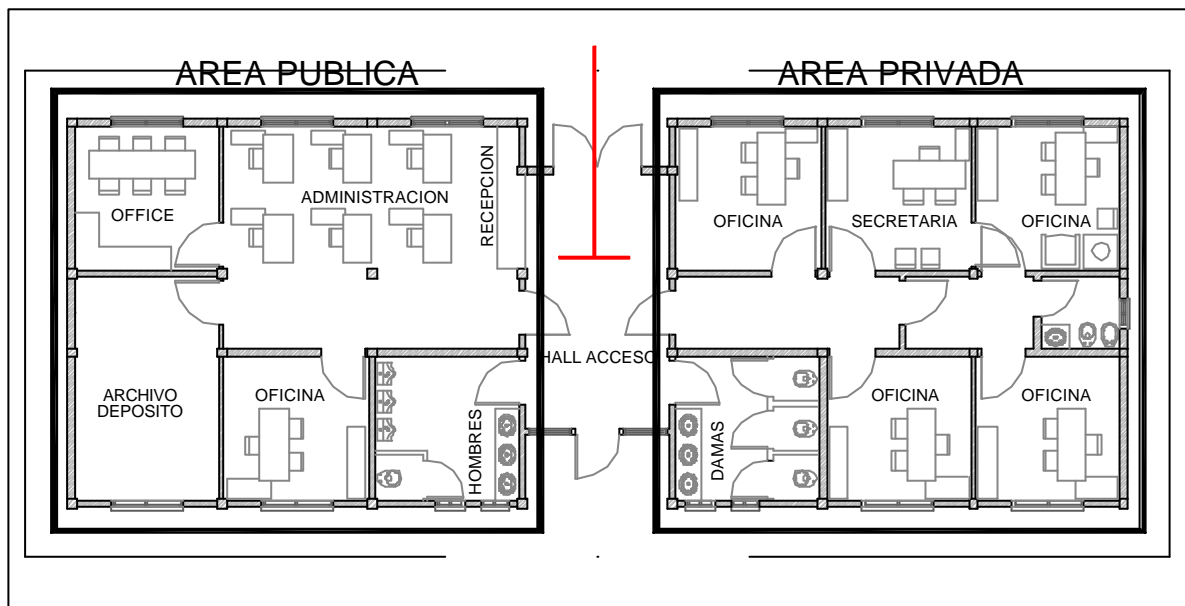 AREA PUBLICA
AREA PRIVADA
OFFICE
ADMINISTRACION
RECEPCION
OFICINA
SECRETARIA
OFICINA
HALL ACCESO
ARCHIVO
DEPOSITO
OFICINA
HOMBRES
DAMAS
OFICINA
OFICINA